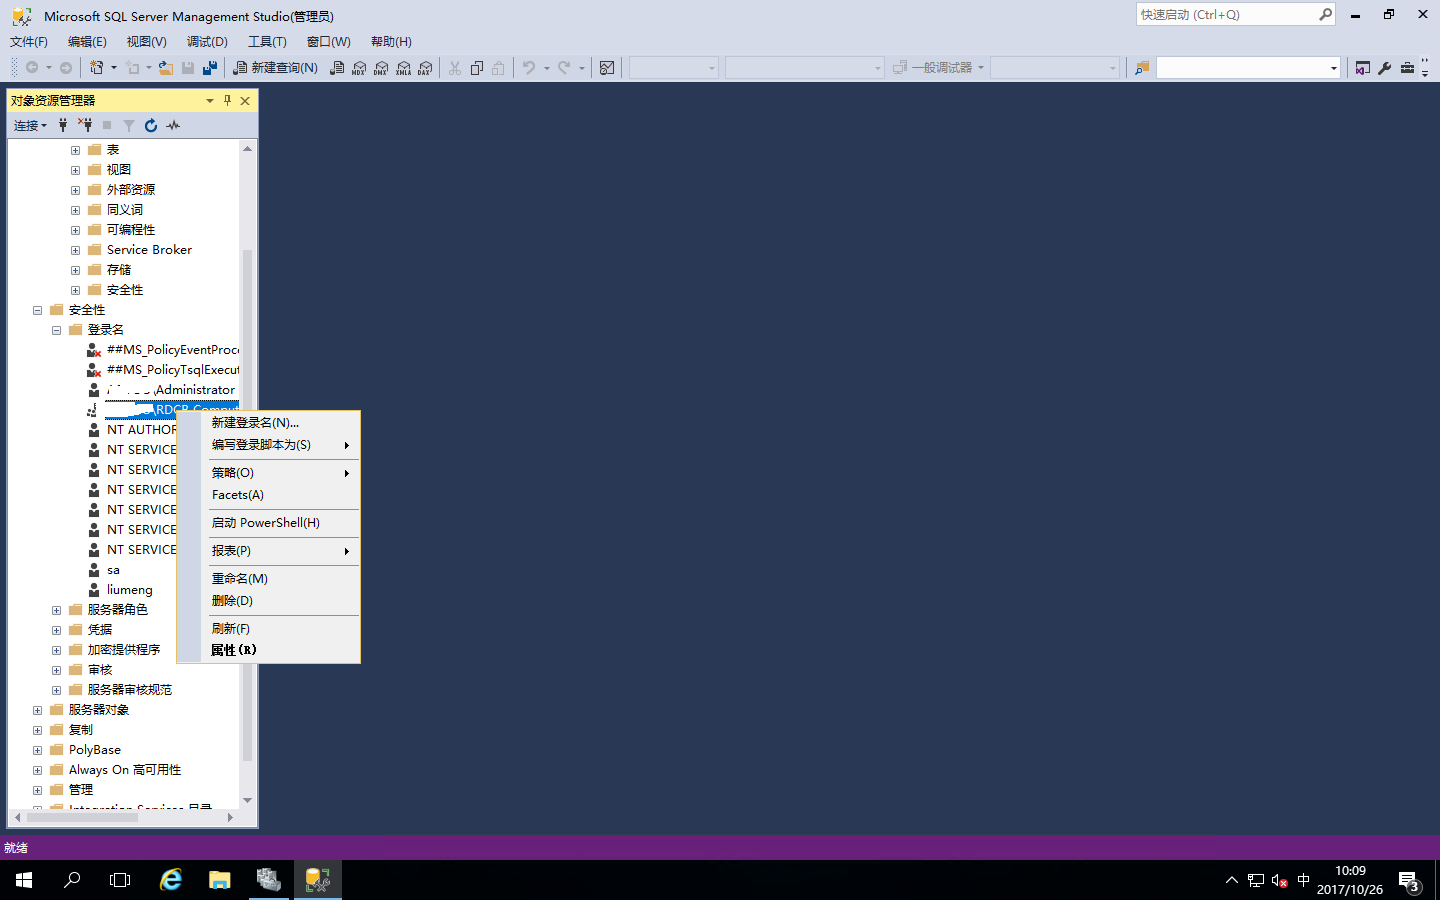 Microsoft SQL Server Management Studio(管理员)
快速启动 (Ctrl+Q)
文件(F) 编辑(E) 视图(V) 调试(D) 工具(T) 窗口(W) 帮助(H)
新建查询(N) MDX DMX XMLA DAX 一般调试器
对象资源管理器
连接
表
视图
外部资源
同义词
可编程性
Service Broker
存储
安全性
安全性
登录名
##MS_PolicyEventProce
##MS_PolicyTsqlExecut
\Administrator
\RDCB Comput
NT AUTHOR
NT SERVICE
NT SERVICE
NT SERVICE
NT SERVICE
NT SERVICE
NT SERVICE
sa
liumeng
服务器角色
凭据
加密提供程序
审核
服务器审核规范
服务器对象
复制
PolyBase
Always On 高可用性
管理
Integration Services 目录
新建登录名(N)...
编写登录脚本为(S)
策略(O)
Facets(A)
启动 PowerShell(H)
报表(P)
重命名(M)
删除(D)
刷新(F)
属性(R)
就绪
中
10:09
2017/10/26
3